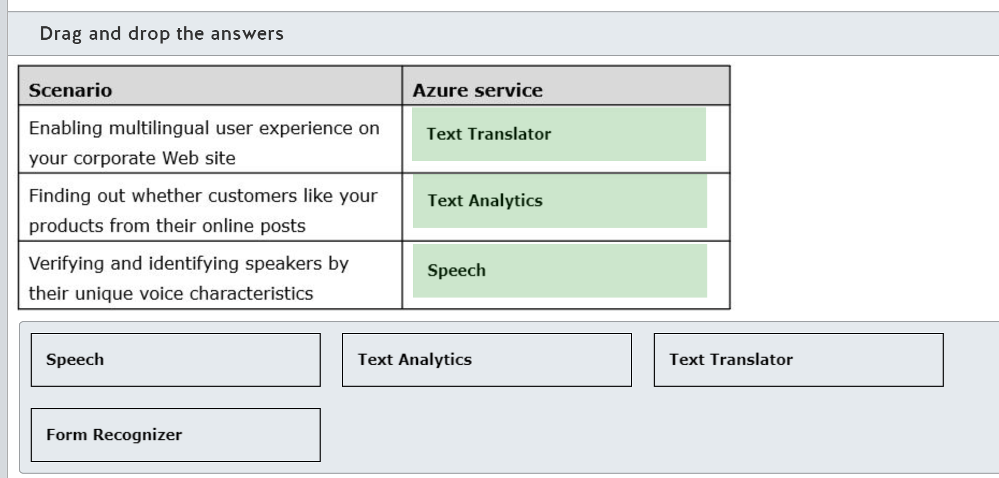 Drag and drop the answers
Scenario
Azure service
Enabling multilingual user experience on
your corporate Web site
Text Translator
Finding out whether customers like your
products from their online posts
Text Analytics
Verifying and identifying speakers by
their unique voice characteristics
Speech
Speech
Text Analytics
Text Translator
Form Recognizer